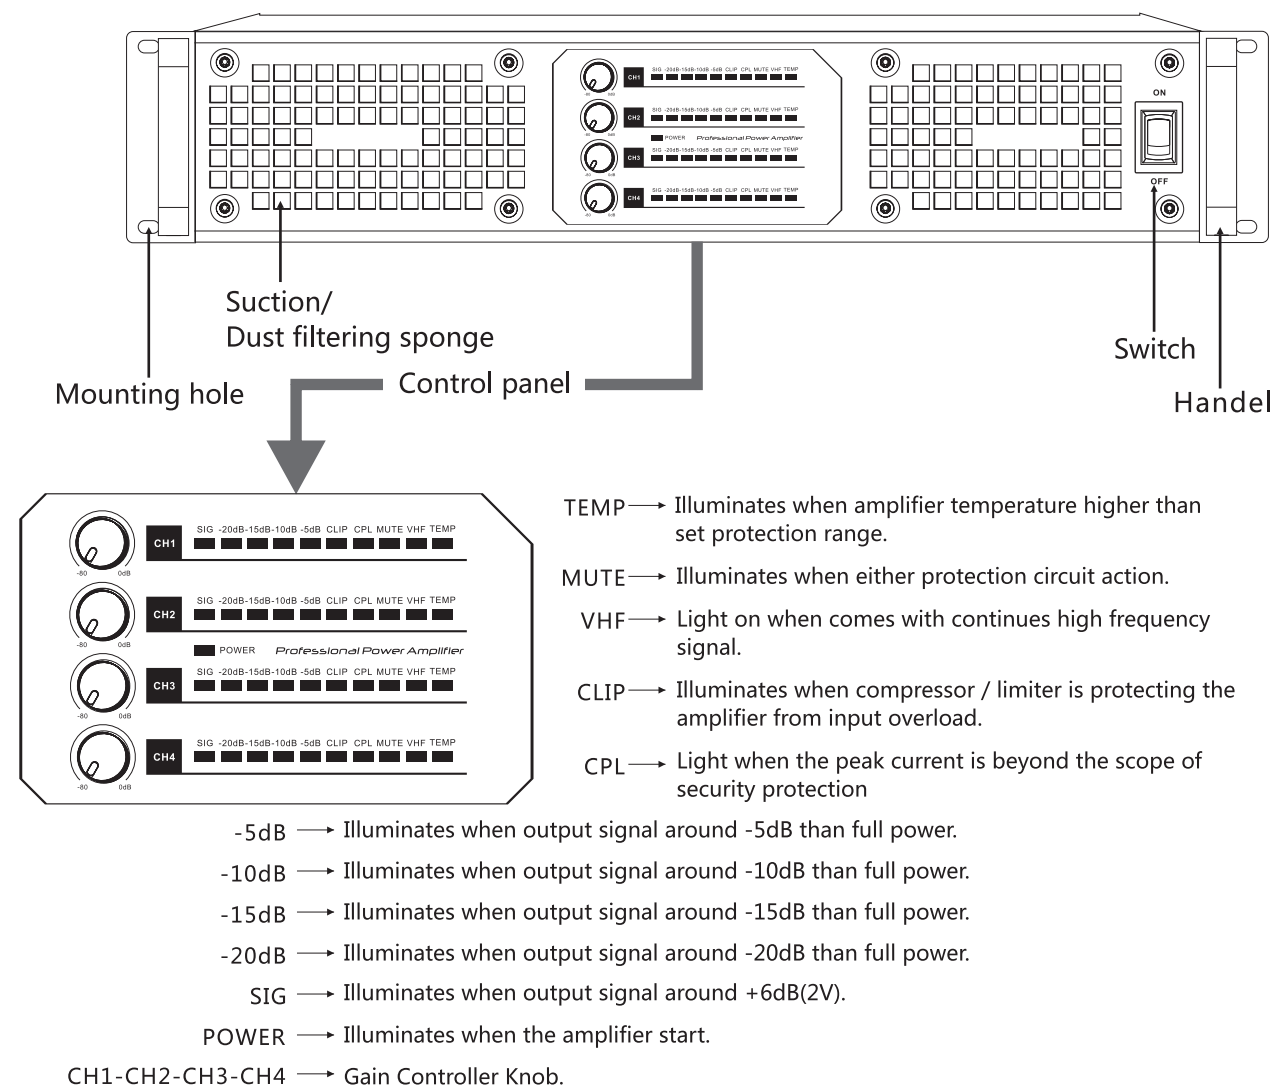 SIG -20dB-15dB-10dB -5dB CLIP CPL MUTE VHF TEMP
CH1
-80 0dB
SIG -20dB-15dB-10dB -5dB CLIP CPL MUTE VHF TEMP
CH2
-80 0dB
POWER Professional Power Amplifier
SIG -20dB-15dB-10dB -5dB CLIP CPL MUTE VHF TEMP
CH3
-80 0dB
SIG -20dB-15dB-10dB -5dB CLIP CPL MUTE VHF TEMP
CH4
-80 0dB
ON
OFF
Suction/
Dust filtering sponge
Switch
Control panel
Mounting hole
Handel
SIG -20dB-15dB-10dB -5dB CLIP CPL MUTE VHF TEMP
CH1
-80 0dB
SIG -20dB-15dB-10dB -5dB CLIP CPL MUTE VHF TEMP
CH2
-80 0dB
POWER Professional Power Amplifier
SIG -20dB-15dB-10dB -5dB CLIP CPL MUTE VHF TEMP
CH3
-80 0dB
SIG -20dB-15dB-10dB -5dB CLIP CPL MUTE VHF TEMP
CH4
-80 0dB
TEMP → Illuminates when amplifier temperature higher than
set protection range.
MUTE → Illuminates when either protection circuit action.
VHF → Light on when comes with continues high frequency
signal.
CLIP → Illuminates when compressor / limiter is protecting the
amplifier from input overload.
CPL → Light when the peak current is beyond the scope of
security protection
-5dB → Illuminates when output signal around -5dB than full power.
-10dB → Illuminates when output signal around -10dB than full power.
-15dB → Illuminates when output signal around -15dB than full power.
-20dB → Illuminates when output signal around -20dB than full power.
SIG → Illuminates when output signal around +6dB(2V).
POWER → Illuminates when the amplifier start.
CH1-CH2-CH3-CH4 → Gain Controller Knob.